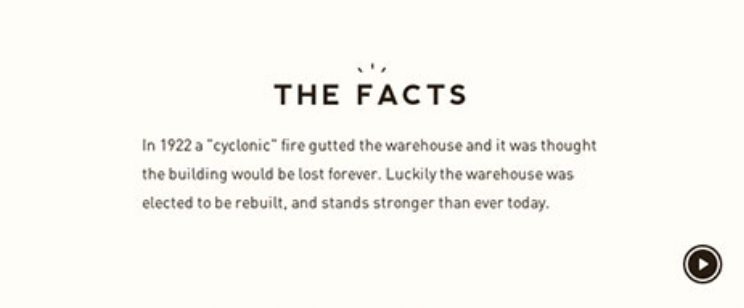 THE FACTS
In 1922 a "cyclonic" fire gutted the warehouse and it was thought
the building would be lost forever. Luckily the warehouse was
elected to be rebuilt, and stands stronger than ever today.